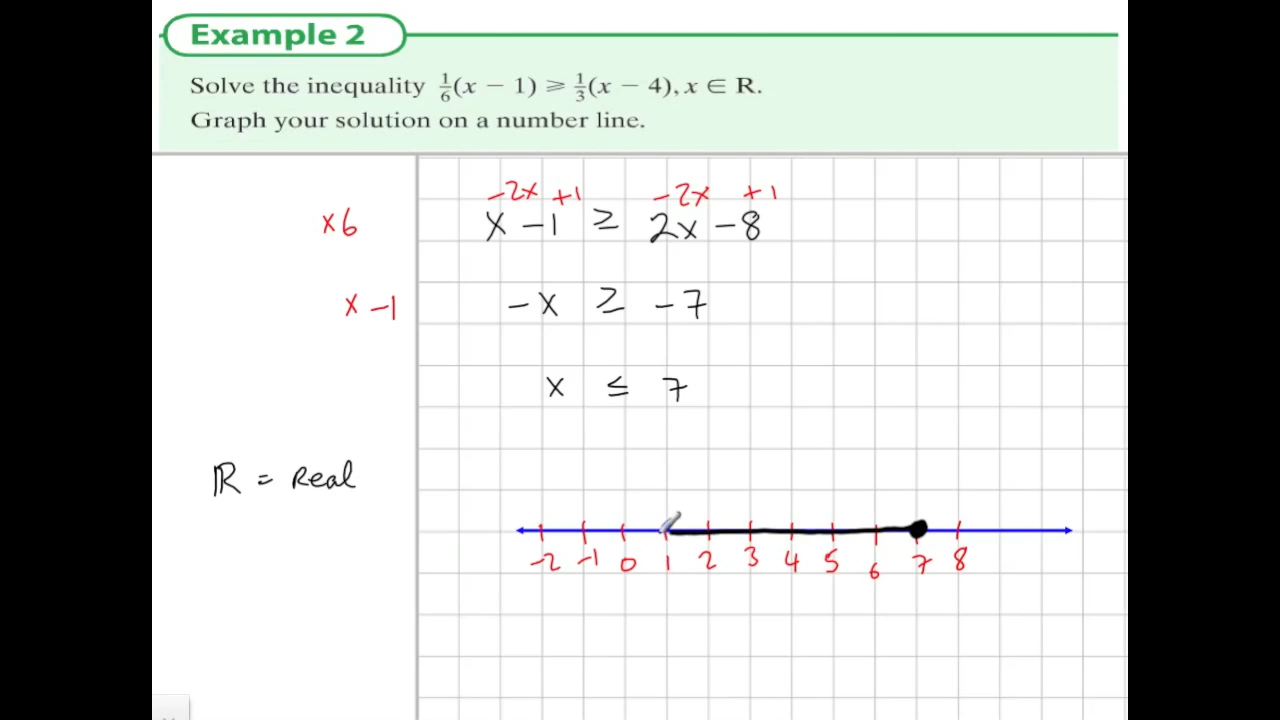 Example 2
Solve the inequality 1/6(x − 1) ⩾ 1/3(x − 4), x ∈ R.
Graph your solution on a number line.
−2x +1 −2x +1
×6 x − 1 ≥ 2x − 8
× −1 −x ≥ −7
x ≤ 7
ℝ = Real
−2 −1 0 1 2 3 4 5 6 7 8